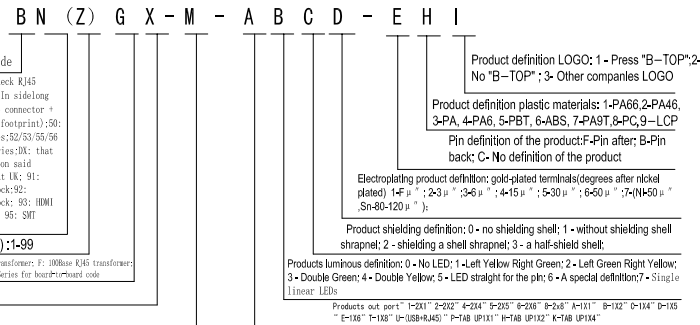 B N (Z) G X - M - A B C D - E H I
Product definition LOGO: 1 - Press "B-TOP";2-
No "B-TOP" ; 3- Other companles LOGO
Product definition plastic materials: 1-PA66,2-PA46,
3-PA, 4-PA6, 5-PBT, 6-ABS, 7-PA9T,8-PC,9-LCP
Pin definition of the product:F-Pin after; B-Pin
back; C- No definition of the product
Electroplating product definition: gold-plated terminals(degrees after nickel
plated) 1-F μ" ;2-3 μ" ;3-6 μ" ;4-15 μ" ;5-30 μ" ;6-50 μ" ;7-(NI-50 μ"
,Sn-80-120 μ" );
Product shielding definition: 0 - no shielding shell; 1 - without shielding shell
shrapnel; 2 - shielding a shell shrapnel; 3 - a half-shield shell;
Products luminous definition: 0 - No LED; 1 -Left Yellow Right Green; 2 - Left Green Right Yellow;
3 - Double Green; 4 - Double Yellow; 5 - LED straight for the pin; 6 - A special definition;7 - Single
linear LEDs
Products out port" 1-2X1" 2-2X2" 4-2X4" 5-2X5" 6-2X6" 8-2x8" A-1X1" B-1X2" C-1X4" D-1X5
" E-1X6" T-1X8" U-(USB+RJ45)" P-TAB UP1X1" H-TAB UP1X2" K-TAB UP1X4"
de
eck RJ45
In sidelong
connector +
footprint);50:
s;52/53/55/56
ies;DX: that
on said
t UK; 91:
ck;92:
ck; 93: HDMI
95: SMT
):1-99
ansformer; F: 100Base RJ45 transformer;
Series for board-to-board code